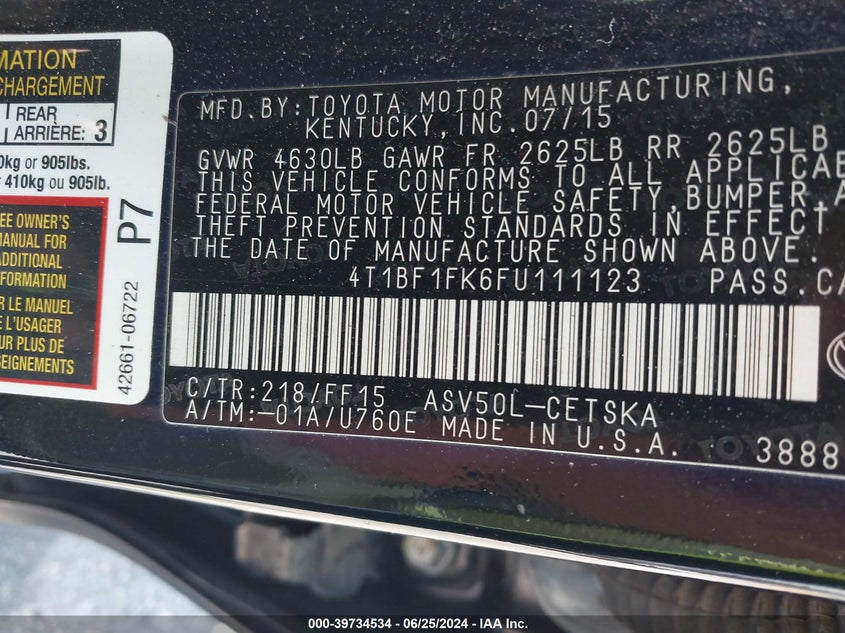 MATION
CHARGEMENT
REAR
ARRIÈRE: 3
kg or 905lbs.
410kg ou 905lb.
EE OWNER'S
MANUAL FOR
ADDITIONAL
FORMATION
R LE MANUEL
E L'USAGER
UR PLUS DE
SEIGNEMENTS
P7
42661-06722
MFD.BY:TOYOTA MOTOR MANUFACTURING,
KENTUCKY,INC.07/15
GVWR 4630LB GAWR FR 2625LB RR 2625LB
THIS VEHICLE CONFORMS TO ALL APPLICAB
FEDERAL MOTOR VEHICLE SAFETY,BUMPER,A
THEFT PREVENTION STANDARDS IN EFFECT
THE DATE OF MANUFACTURE SHOWN ABOVE.
4T1BF1FK6FU111123 PASS.CA
C/TR:218/FF15 ASV50L-CETSKA
A/TM:-01A/U760E MADE IN U.S.A.
3888
000-39734534 / 06/25/2024 / IAA Inc.